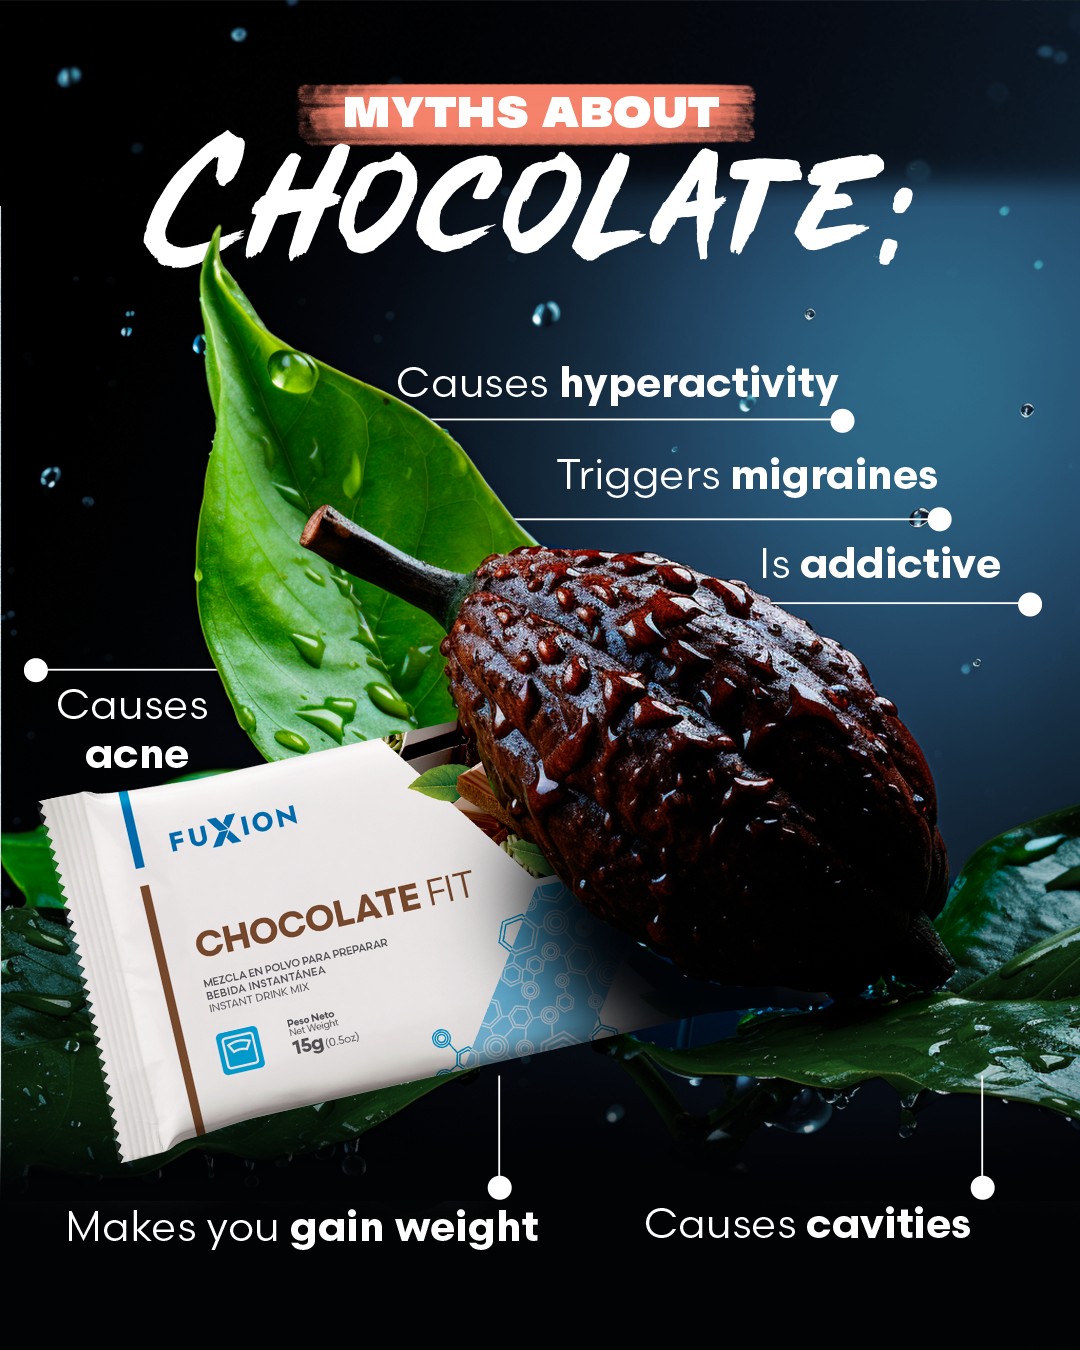 MYTHS ABOUT
CHOCOLATE:
Causes hyperactivity
Triggers migraines
Is addictive
Causes
acne
FUXION
CHOCOLATE FIT
MEZCLA EN POLVO PARA PREPARAR
BEBIDA INSTANTÁNEA
INSTANT DRINK MIX
Peso Neto
Net Weight
15g (0.5oz)
Makes you gain weight
Causes cavities